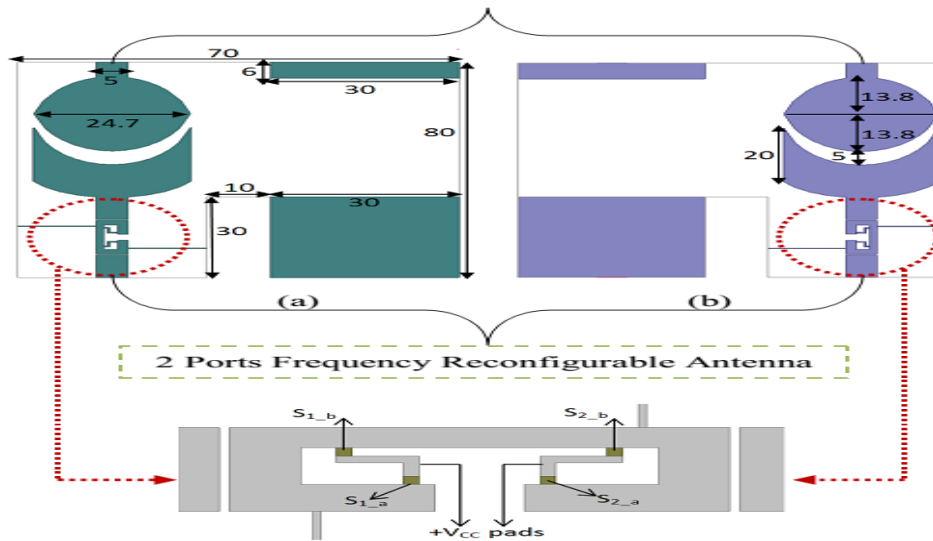 70
5
6
30
24.7
80
10
30
30
13.8
13.8
20
5
(a)
(b)
2 Ports Frequency Reconfigurable Antenna
S1_b
S2_b
S1_a
S2_a
+VCC pads